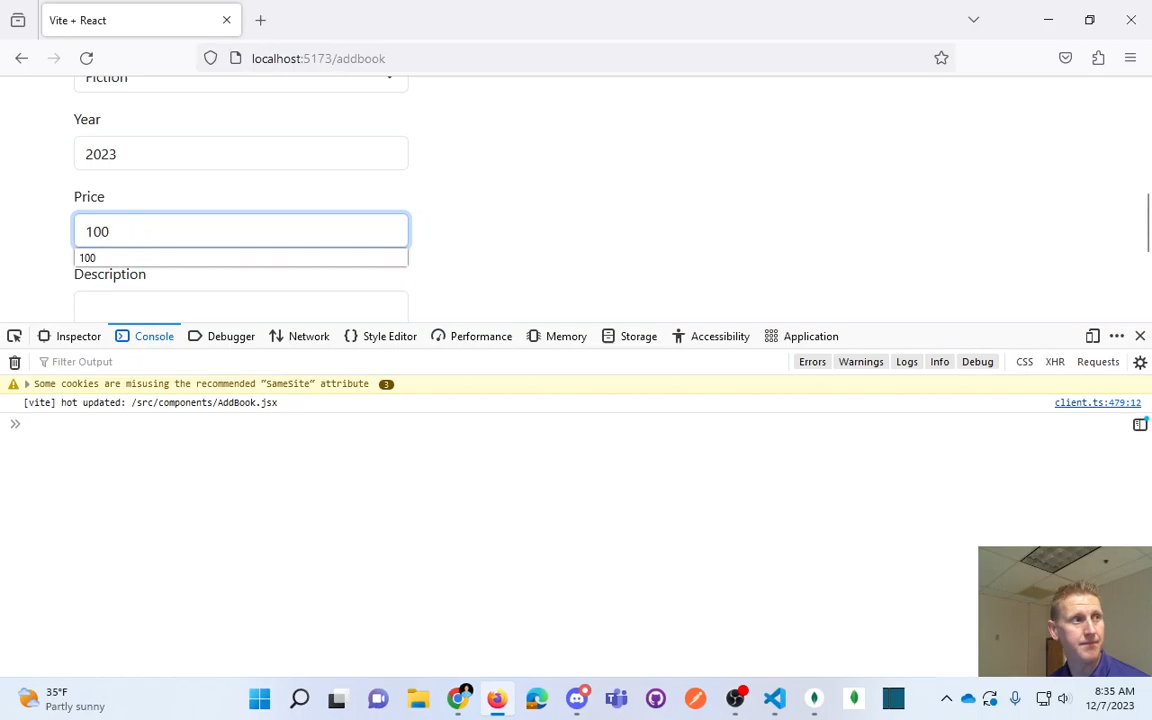 Vite + React
localhost:5173/addbook
Fiction
Year
2023
Price
100
100
Description
Inspector Console Debugger Network Style Editor Performance Memory Storage Accessibility Application
Filter Output Errors Warnings Logs Info Debug CSS XHR Requests
Some cookies are misusing the recommended "SameSite" attribute 3
[vite] hot updated: /src/components/AddBook.jsx client.ts:479:12
35°F
Partly sunny
8:35 AM
12/7/2023